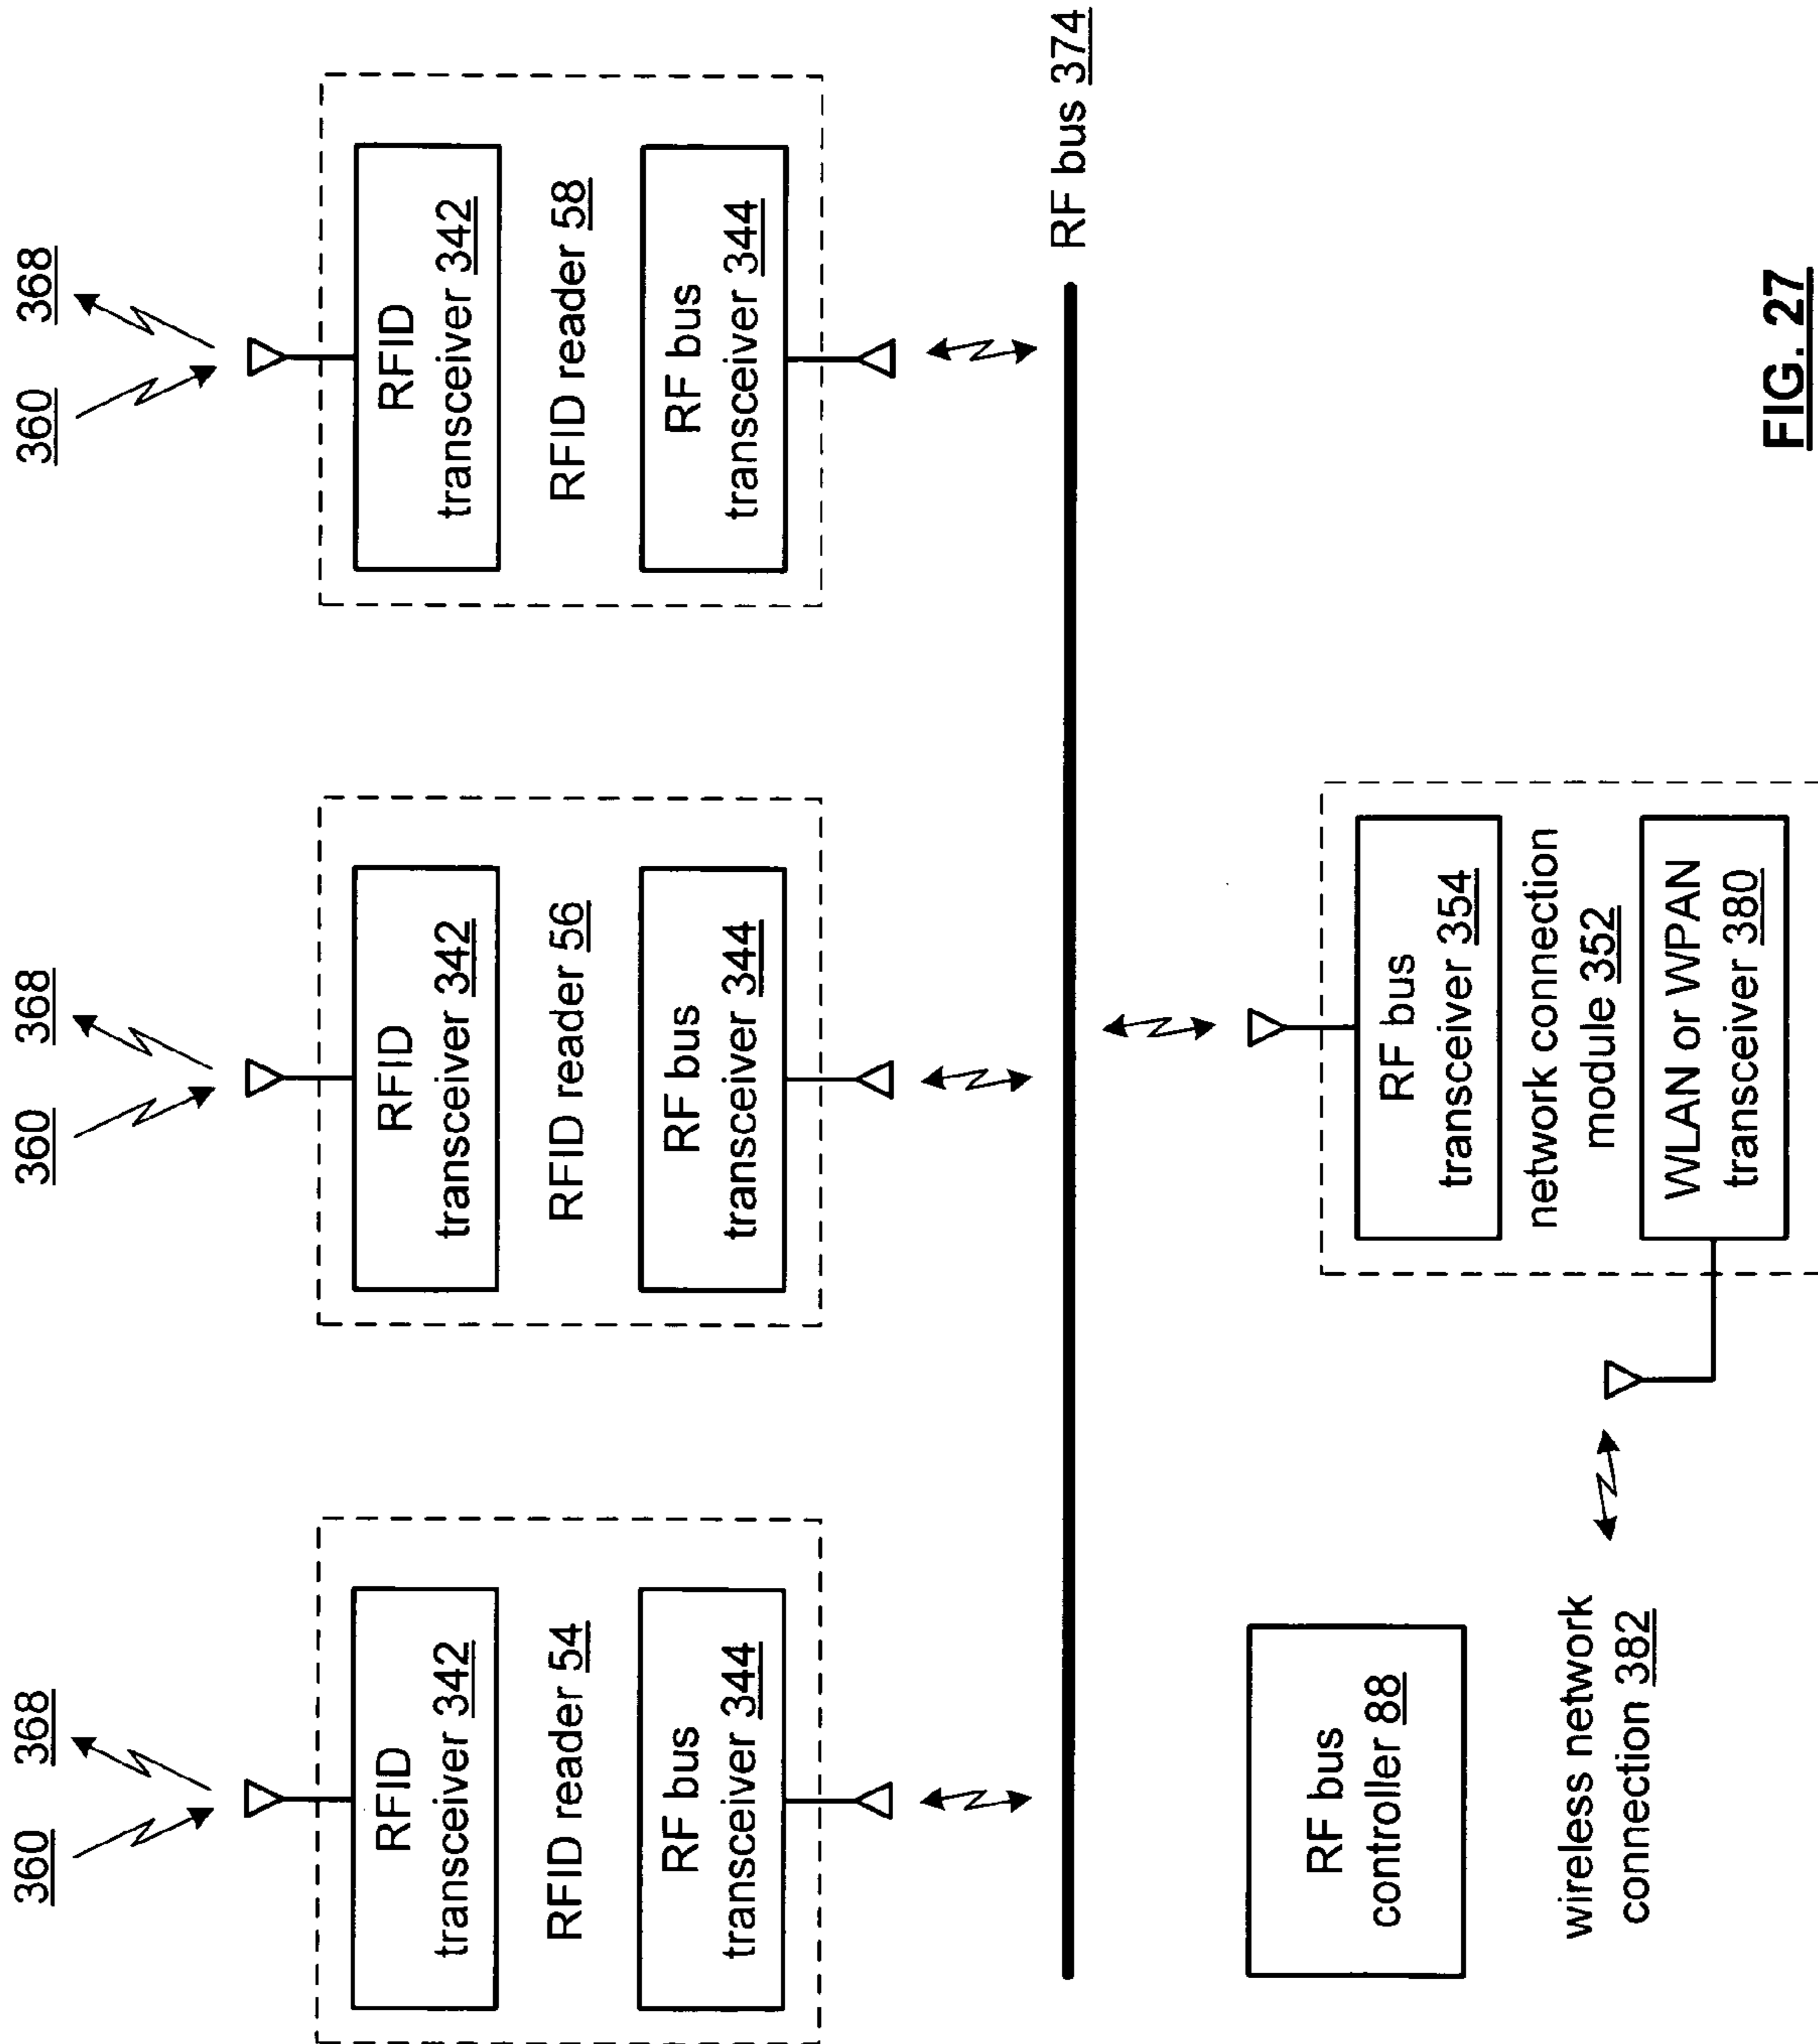 360 368
360 368
360 368
RFID
transceiver 342
RFID reader 54
RF bus
transceiver 344
RFID
transceiver 342
RFID reader 56
RF bus
transceiver 344
RFID
transceiver 342
RFID reader 58
RF bus
transceiver 344
RF bus 374
RF bus
controller 88
wireless network
connection 382
RF bus
transceiver 354
network connection
module 352
WLAN or WPAN
transceiver 380
FIG. 27